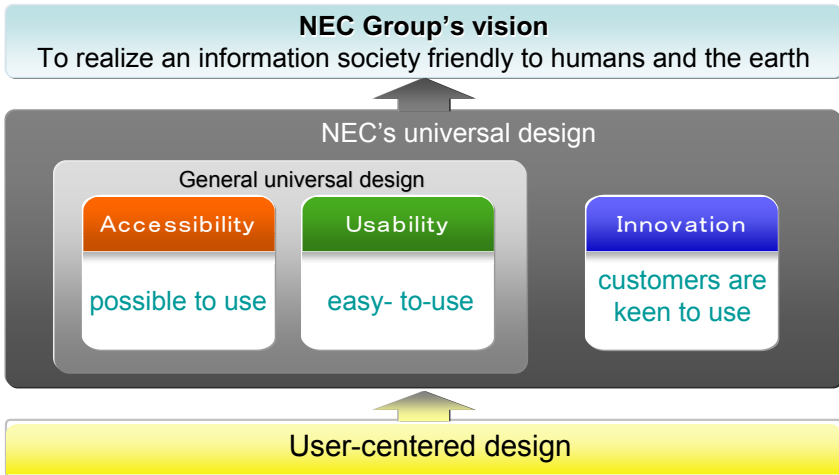 NEC Group's vision
To realize an information society friendly to humans and the earth
NEC's universal design
General universal design
Accessibility
possible to use
Usability
easy- to-use
Innovation
customers are
keen to use
User-centered design